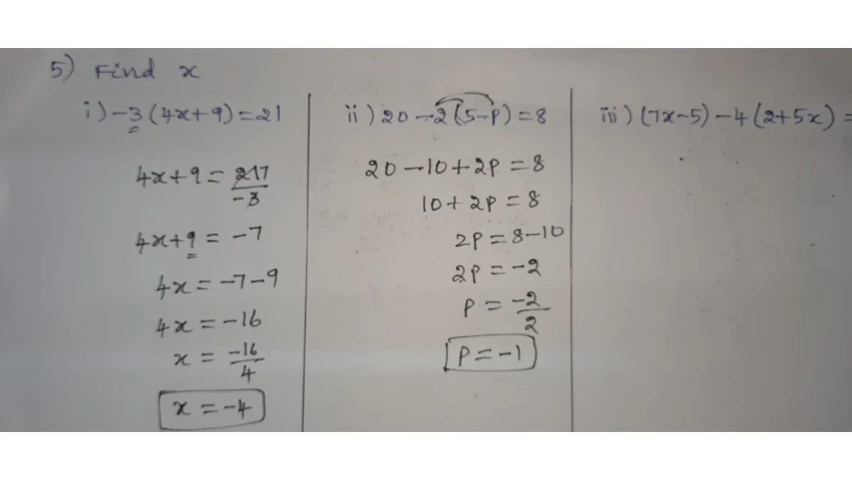 5) Find x
i) -3(4x+9)=21
4x+9 = 217/-3
4x+9 = -7
4x = -7-9
4x = -16
x = -16/4
x = -4
ii) 20-2(5-P)=8
20-10+2P=8
10+2P=8
2P=8-10
2P=-2
P = -2/2
P=-1
iii) (7x-5)-4(2+5x)=